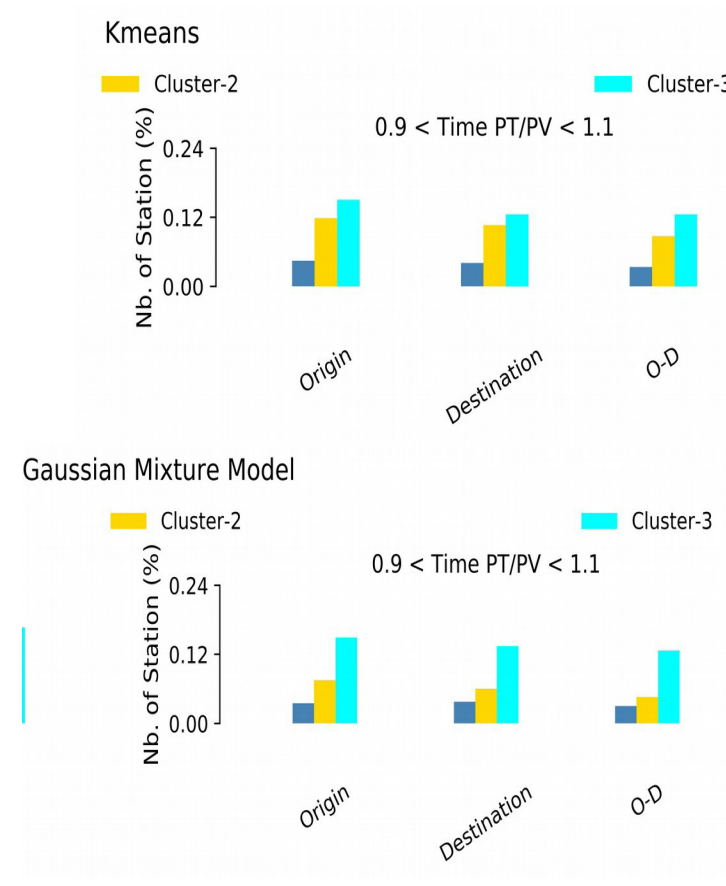 Kmeans
Cluster-2 Cluster-3
0.9 < Time PT/PV < 1.1
Nb. of Station (%)
0.24
0.12
0.00
Origin Destination O-D
Gaussian Mixture Model
Cluster-2 Cluster-3
0.9 < Time PT/PV < 1.1
Nb. of Station (%)
0.24
0.12
0.00
Origin Destination O-D